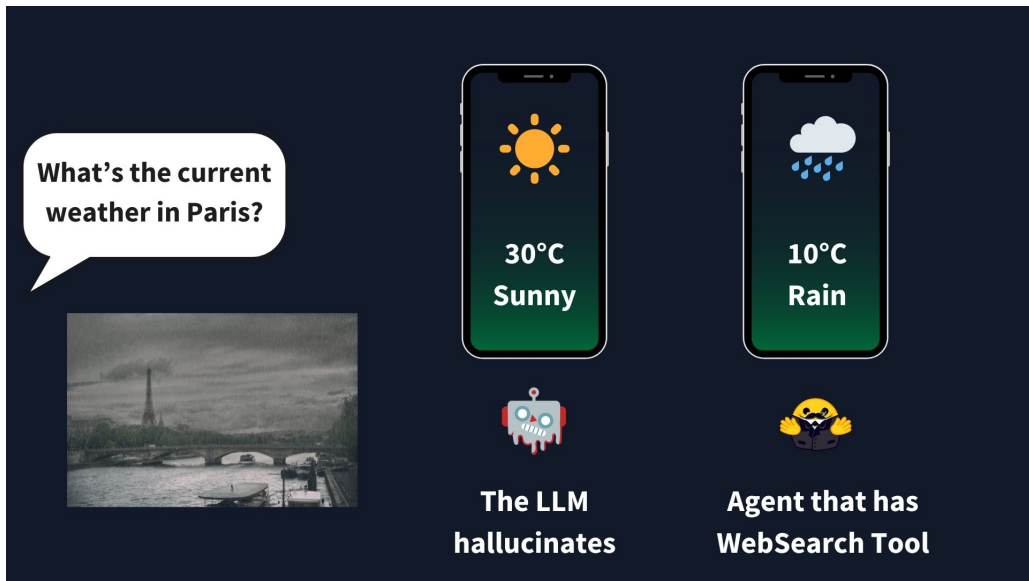 What's the current
weather in Paris?
30°C
Sunny
10°C
Rain
The LLM
hallucinates
Agent that has
WebSearch Tool